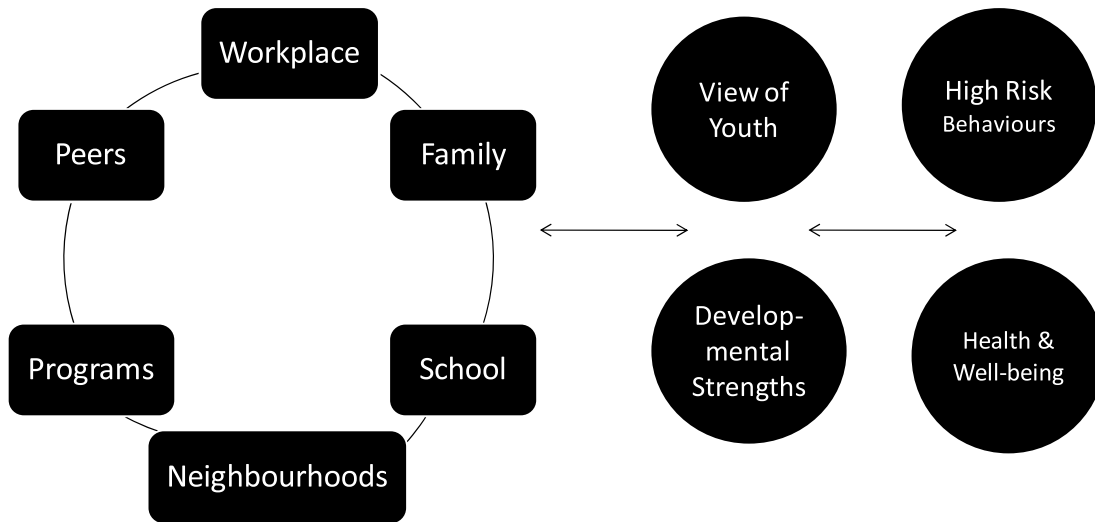 Workplace
Peers
Family
Programs
School
Neighbourhoods
View of
Youth
High Risk
Behaviours
Develop-
mental
Strengths
Health &
Well-being